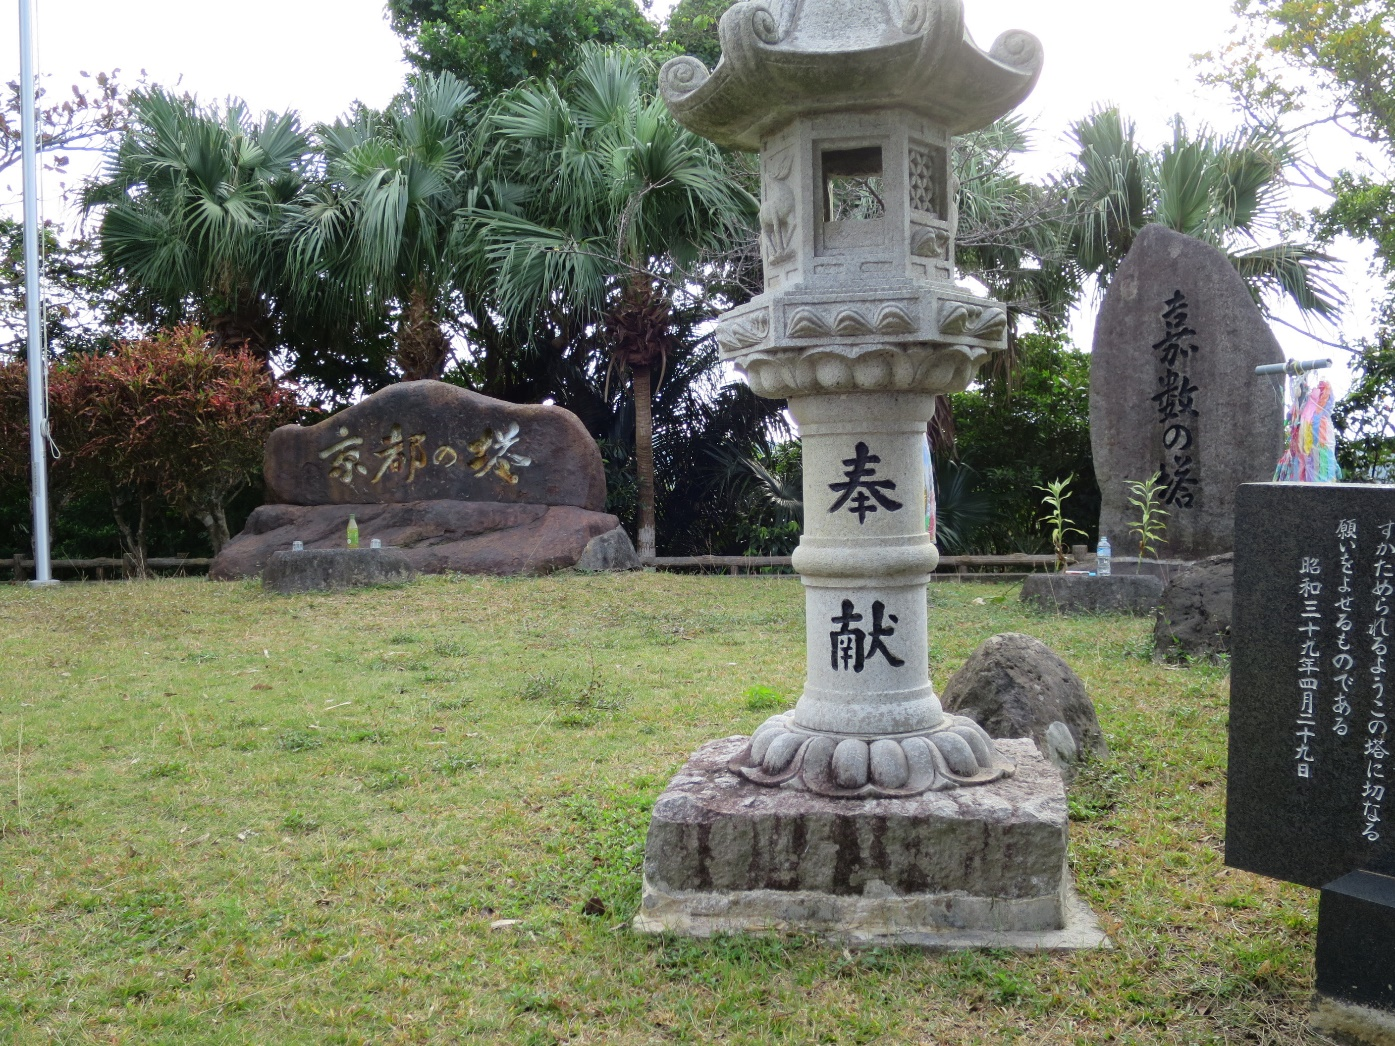 京都の塔
奉献
嘉数の塔
すがためられるようこの塔に切なる
願いをよせるものである
昭和三十九年四月二十九日